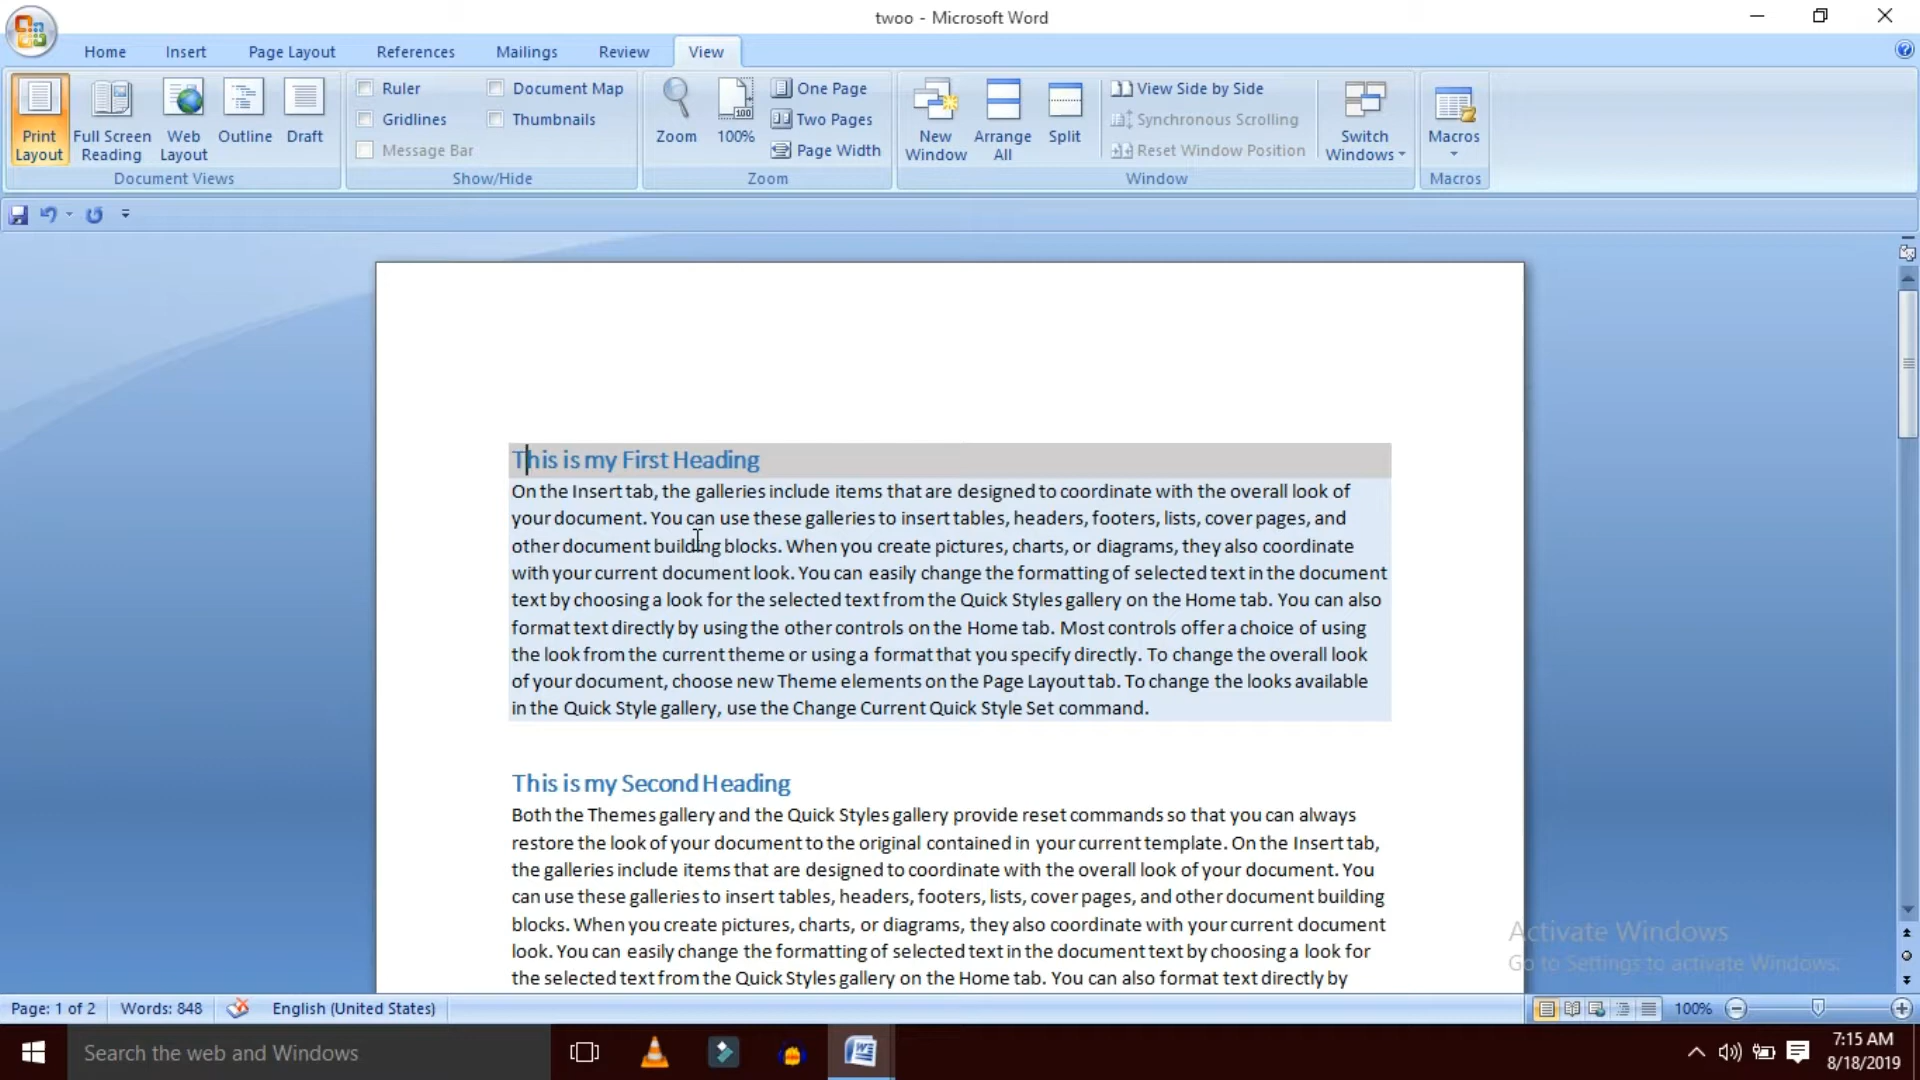 twoo - Microsoft Word
Home Insert Page Layout References Mailings Review View
Print Layout
Full Screen Reading
Web Layout
Outline
Draft
Document Views
Ruler
Gridlines
Message Bar
Document Map
Thumbnails
Show/Hide
Zoom
100
100%
One Page
Two Pages
Page Width
Zoom
New Window
Arrange All
Split
View Side by Side
Synchronous Scrolling
Reset Window Position
Switch Windows
Window
Macros
Macros
This is my First Heading
On the Insert tab, the galleries include items that are designed to coordinate with the overall look of
your document. You can use these galleries to insert tables, headers, footers, lists, cover pages, and
other document building blocks. When you create pictures, charts, or diagrams, they also coordinate
with your current document look. You can easily change the formatting of selected text in the document
text by choosing a look for the selected text from the Quick Styles gallery on the Home tab. You can also
format text directly by using the other controls on the Home tab. Most controls offer a choice of using
the look from the current theme or using a format that you specify directly. To change the overall look
of your document, choose new Theme elements on the Page Layout tab. To change the looks available
in the Quick Style gallery, use the Change Current Quick Style Set command.
This is my Second Heading
Both the Themes gallery and the Quick Styles gallery provide reset commands so that you can always
restore the look of your document to the original contained in your current template. On the Insert tab,
the galleries include items that are designed to coordinate with the overall look of your document. You
can use these galleries to insert tables, headers, footers, lists, cover pages, and other document building
blocks. When you create pictures, charts, or diagrams, they also coordinate with your current document
look. You can easily change the formatting of selected text in the document text by choosing a look for
the selected text from the Quick Styles gallery on the Home tab. You can also format text directly by
Activate Windows
Go to Settings to activate Windows.
Page: 1 of 2 Words: 848 English (United States) 100%
Search the web and Windows
7:15 AM
8/18/2019